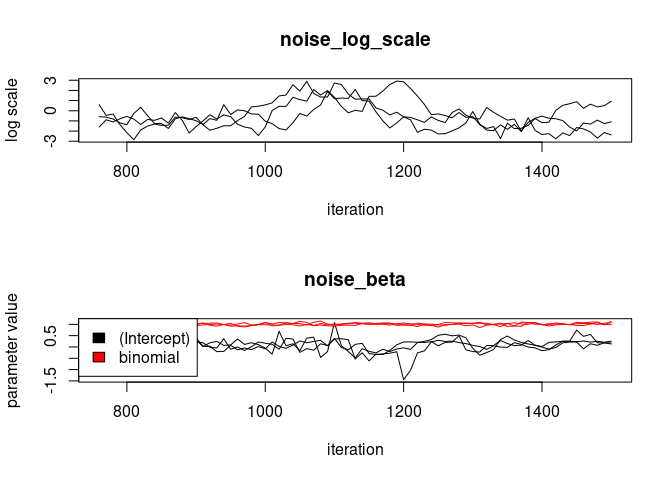 noise_log_scale
log scale
3
0
-3
800
1000
1200
1400
iteration
noise_beta
parameter value
0.5
-1.5
(Intercept)
binomial
800
1000
1200
1400
iteration